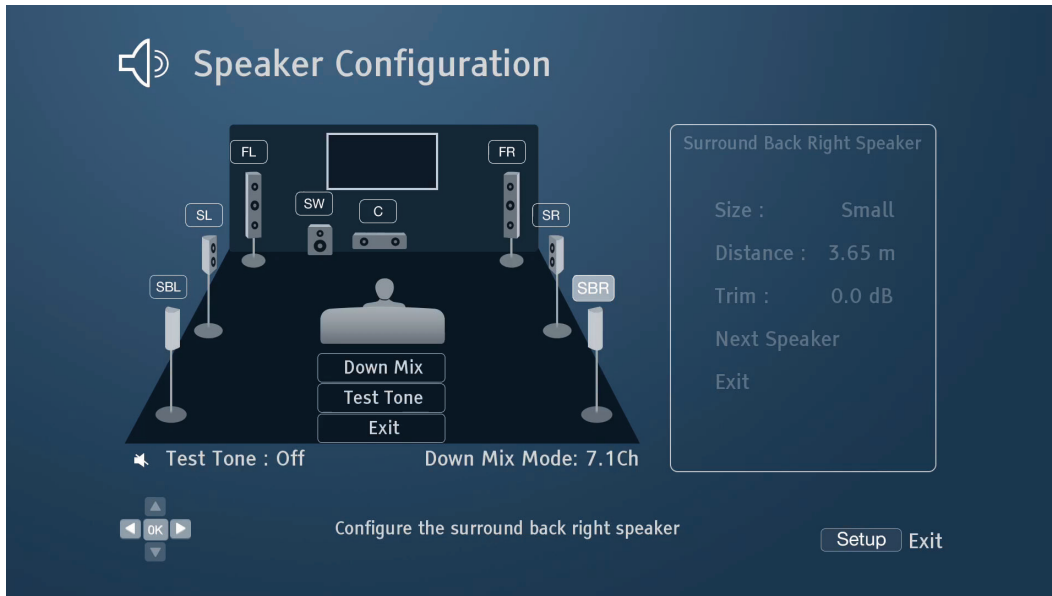 Speaker Configuration
FL
FR
SW
C
SL
SR
SBL
SBR
Down Mix
Test Tone
Exit
Test Tone : Off
Down Mix Mode: 7.1Ch
Surround Back Right Speaker
Size : Small
Distance : 3.65 m
Trim : 0.0 dB
Next Speaker
Exit
OK
Configure the surround back right speaker
Setup Exit